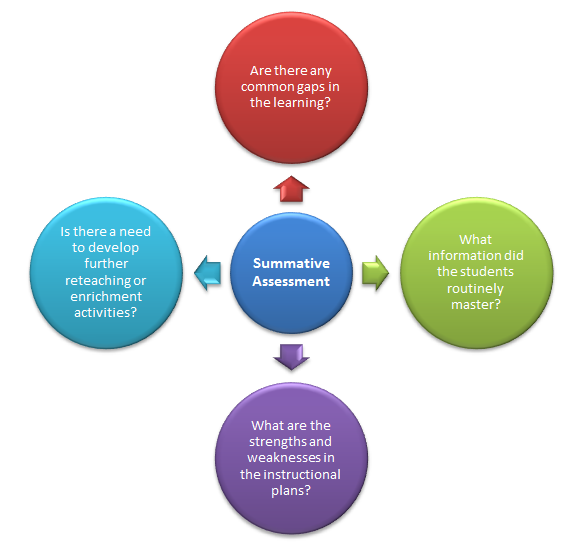 Are there any
common gaps in
the learning?
Is there a need
to develop
further
reteaching or
enrichment
activities?
Summative
Assessment
What
information did
the students
routinely
master?
What are the
strengths and
weaknesses in
the instructional
plans?